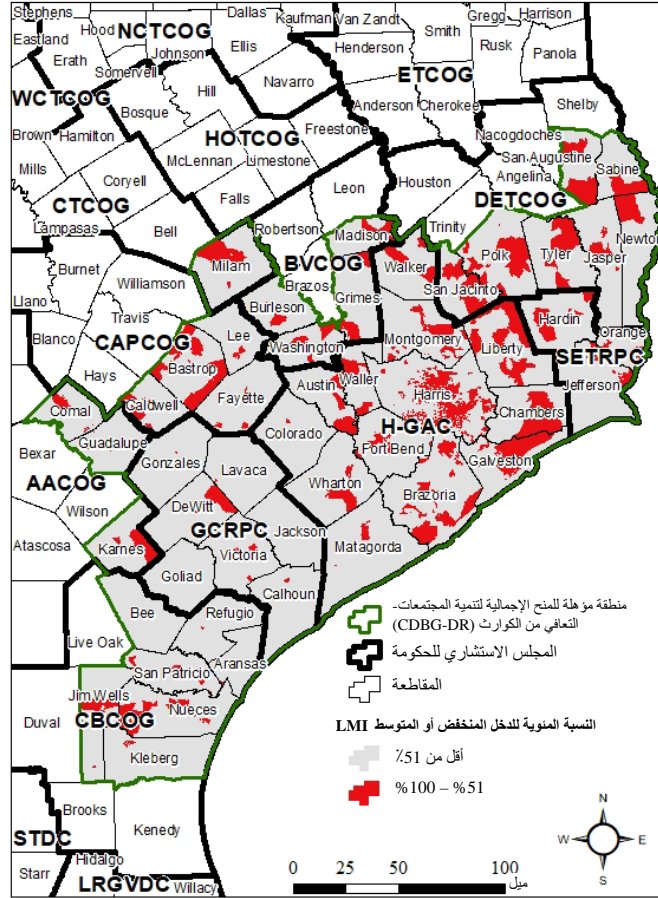 Stephens
Dallas
Kaufman
Van Zandt
Gregg
Harrison
Eastland
Hood
NCTCOG
Johnson
Ellis
Smith
Rusk
Panola
Erath
Somervell
Henderson
ETCOG
Hill
Navarro
WCTCOG
Bosque
Anderson
Cherokee
Shelby
Brown
Hamilton
HOTCOG
Freestone
Nacogdoches
McLennan
Limestone
San Augustine
Sabine
Mills
Coryell
Leon
Houston
Angelina
CTCOG
Falls
DETCOG
Lampasas
Bell
Robertson
Madison
Trinity
Newton
Milam
BVCOG
Walker
Polk
Tyler
Jasper
Burnet
Williamson
Brazos
Grimes
San Jacinto
Llano
Burleson
Hardin
Travis
Washington
Montgomery
Liberty
Orange
Blanco
CAPCOG
Lee
SETRPC
Hays
Bastrop
Austin
Waller
Harris
Jefferson
Comal
Caldwell
Fayette
Chambers
Guadalupe
Colorado
H-GAC
Bexar
Gonzales
Fort Bend
Galveston
AACOG
Lavaca
Wharton
Wilson
DeWitt
Brazoria
Atascosa
GCRPC
Jackson
Karnes
Victoria
Matagorda
Goliad
Calhoun
Bee
Refugio
Live Oak
Aransas
San Patricio
Jim Wells
Nueces
Duval
CBCOG
Kleberg
Brooks
Kenedy
STDC
Hidalgo
Starr
LRGVDC
Willacy
منطقة مؤهلة للمنح الإجمالية لتنمية المجتمعات-
التعافي من الكوارث (CDBG-DR)
المجلس الاستشاري للحكومة
المقاطعة
النسبة المئوية للدخل المنخفض أو المتوسط LMI
أقل من 51٪
%100 – %51
N
W
E
S
0 25 50 100
ميل